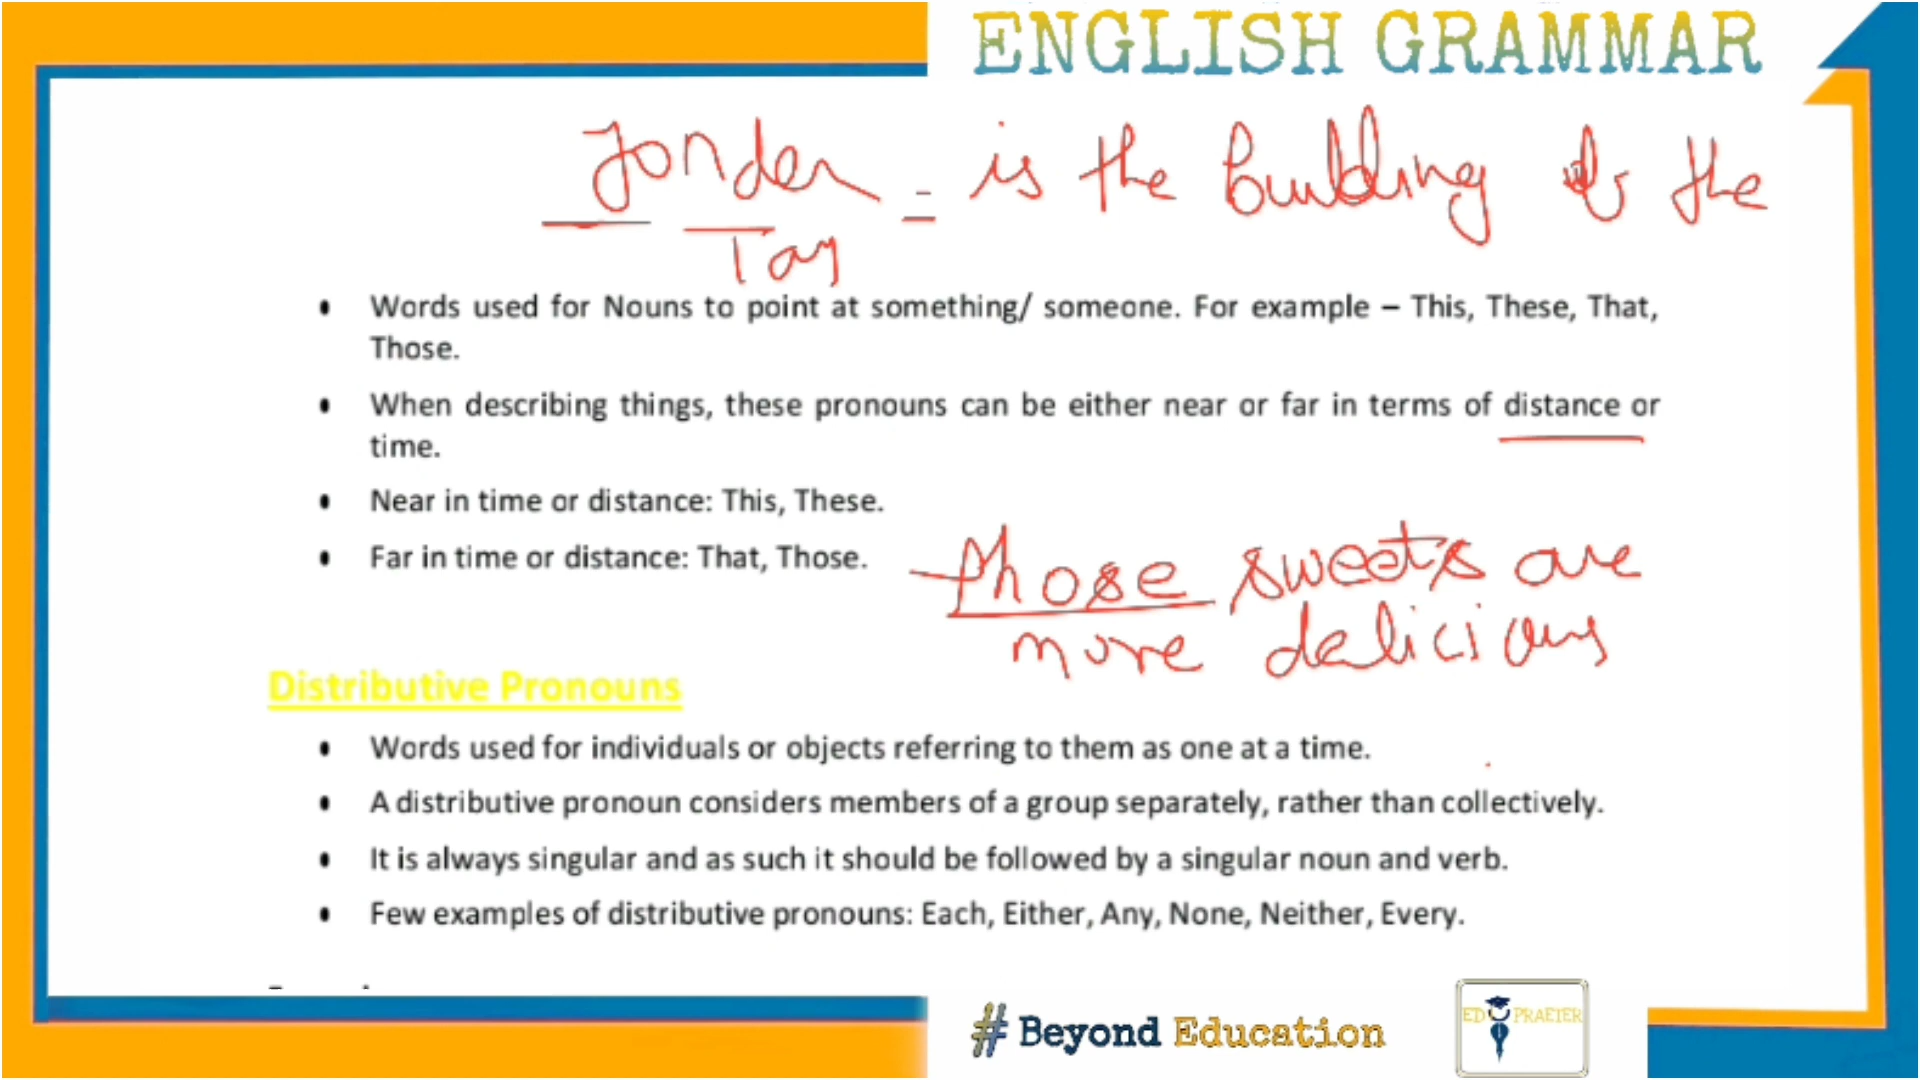 ENGLISH GRAMMAR
is the building of the
Tay
• Words used for Nouns to point at something/ someone. For example – This, These, That,
Those.
• When describing things, these pronouns can be either near or far in terms of distance or
time.
• Near in time or distance: This, These.
• Far in time or distance: That, Those.
those sweets are
more delicious
Distributive Pronouns
• Words used for individuals or objects referring to them as one at a time.
• A distributive pronoun considers members of a group separately, rather than collectively.
• It is always singular and as such it should be followed by a singular noun and verb.
• Few examples of distributive pronouns: Each, Either, Any, None, Neither, Every.
# Beyond Education
EDUPRAETER